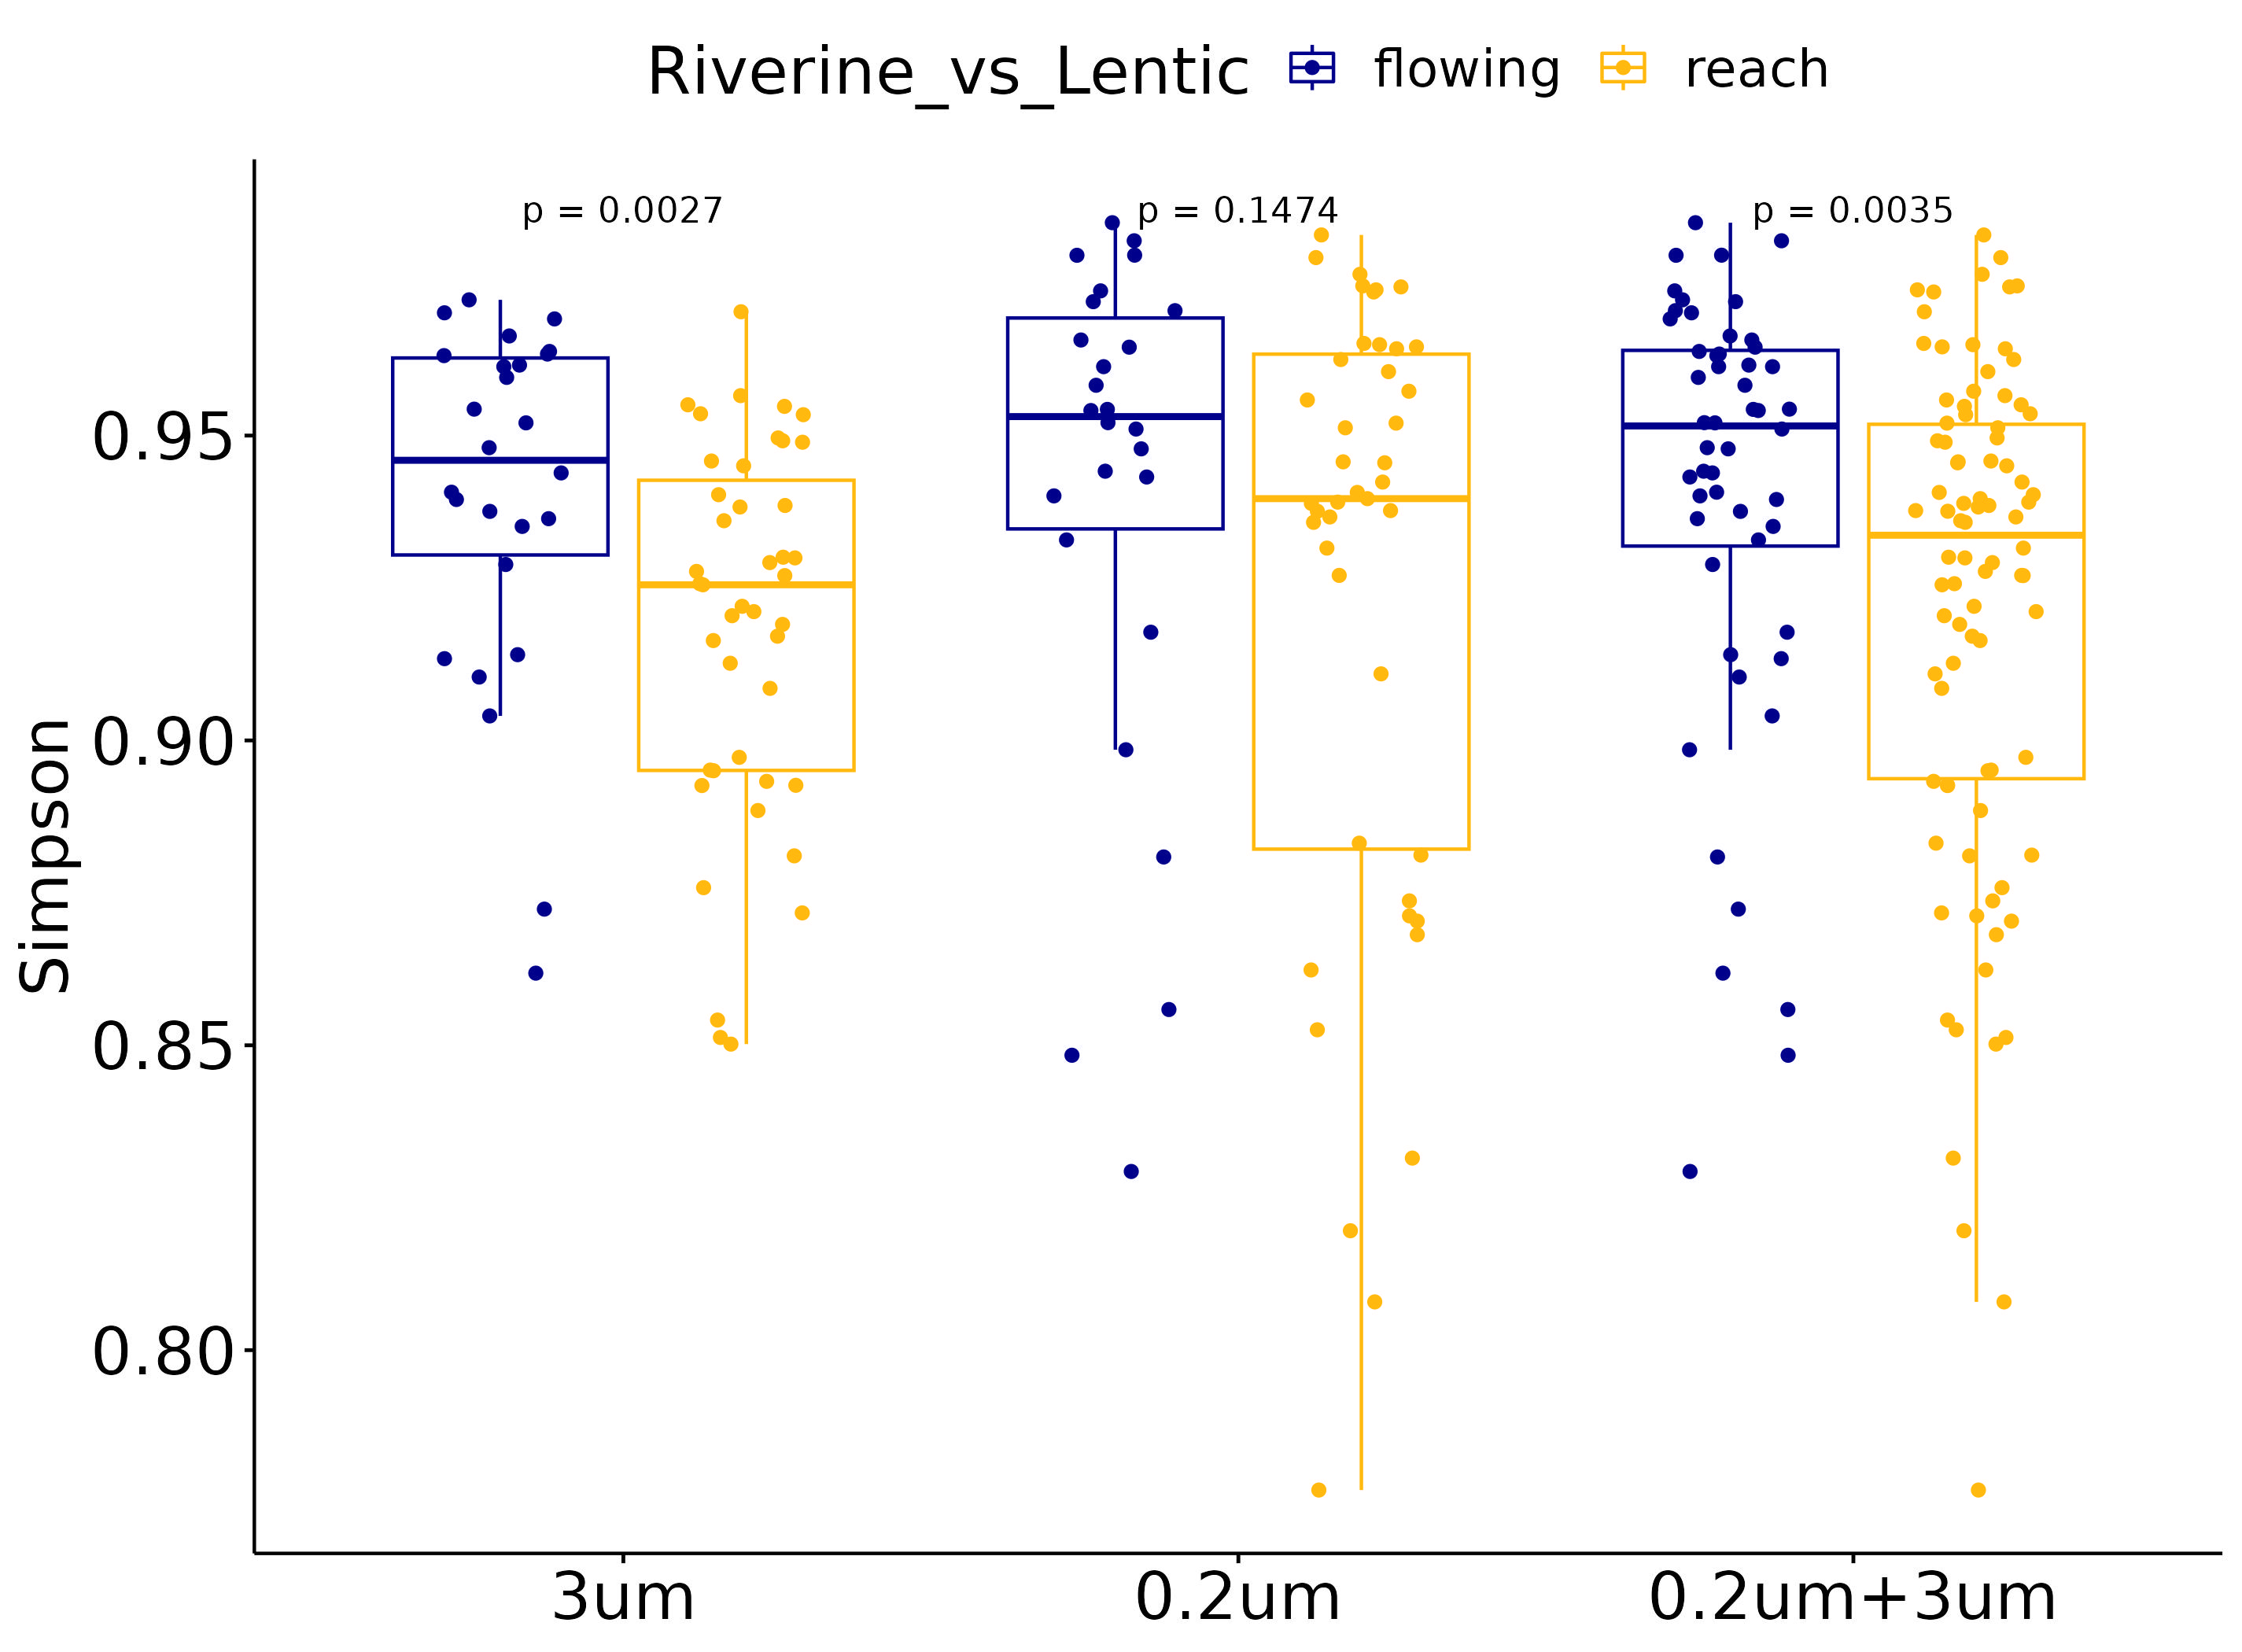 Riverine_vs_Lentic flowing reach
p = 0.0027 p = 0.1474 p = 0.0035
Simpson
0.95
0.90
0.85
0.80
3um 0.2um 0.2um+3um